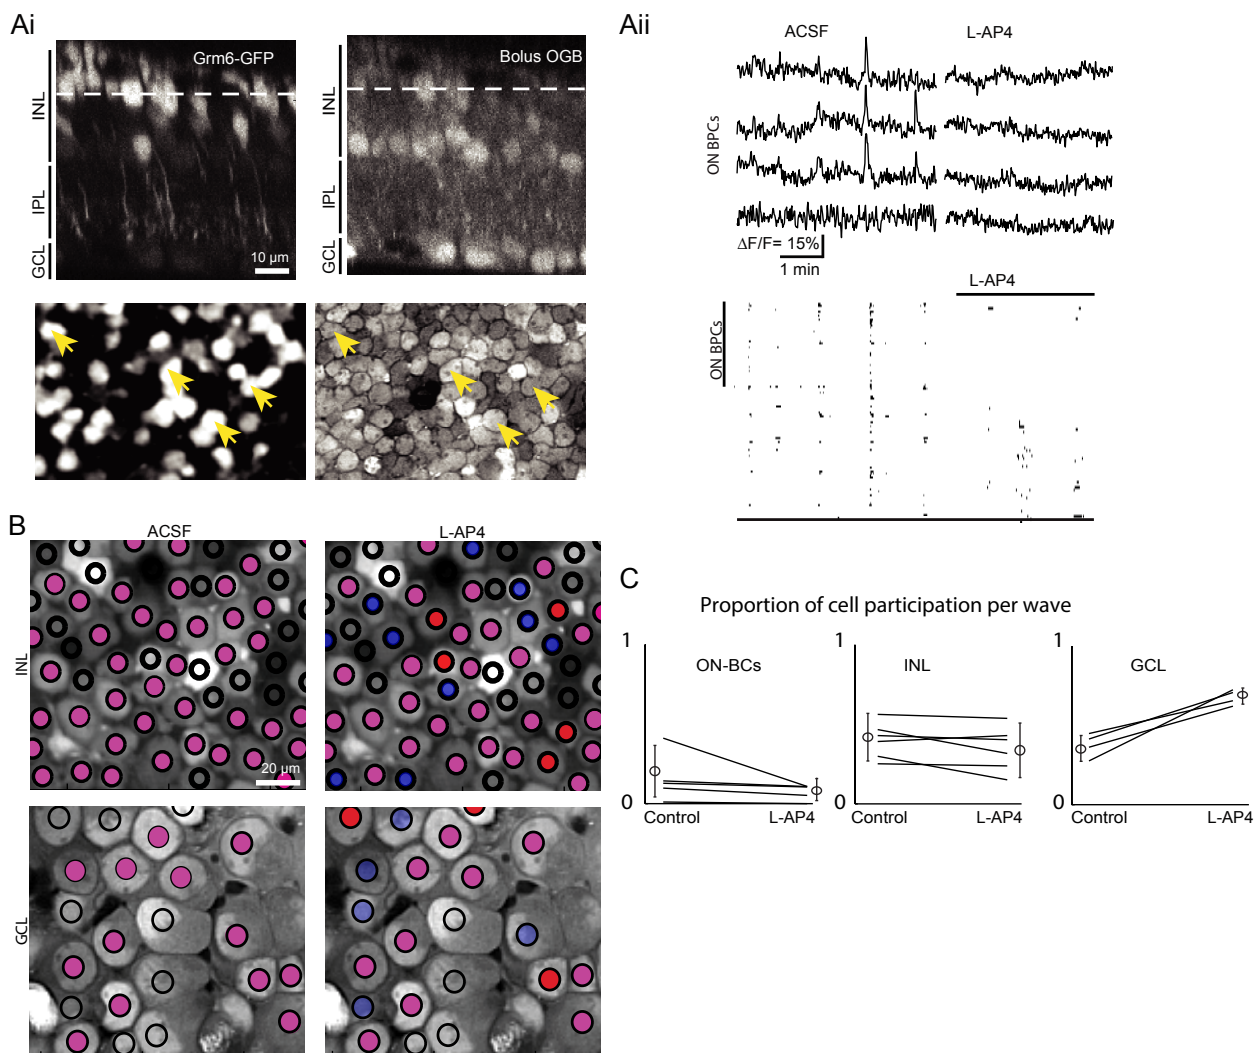 Ai
Grm6-GFP
Bolus OGB
INL
IPL
GCL
INL
IPL
GCL
10 µm
Aii
ACSF
L-AP4
ON BPCs
ΔF/F= 15%
1 min
L-AP4
ON BPCs
B
ACSF
L-AP4
INL
20 µm
GCL
C
Proportion of cell participation per wave
1
ON-BCs
0
Control
L-AP4
1
INL
0
Control
L-AP4
1
GCL
0
Control
L-AP4